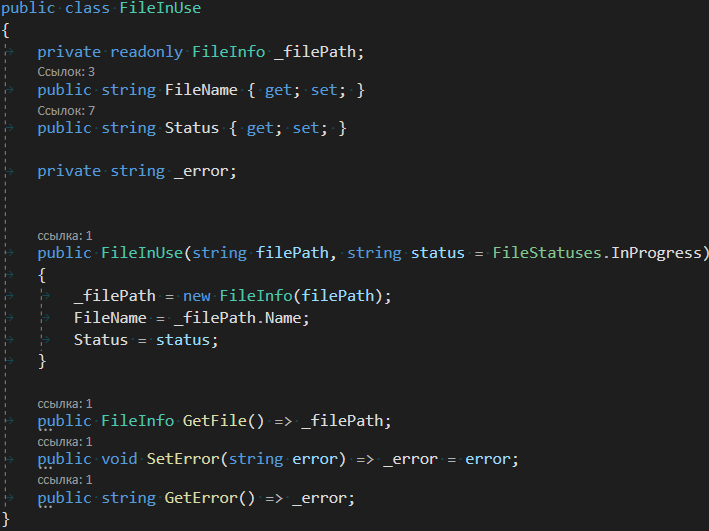 public class FileInUse
{
private readonly FileInfo _filePath;
Ссылок: 3
public string FileName { get; set; }
Ссылок: 7
public string Status { get; set; }
private string _error;
ссылка: 1
public FileInUse(string filePath, string status = FileStatuses.InProgress)
{
_filePath = new FileInfo(filePath);
FileName = _filePath.Name;
Status = status;
}
ссылка: 1
public FileInfo GetFile() => _filePath;
ссылка: 1
public void SetError(string error) => _error = error;
ссылка: 1
public string GetError() => _error;
}